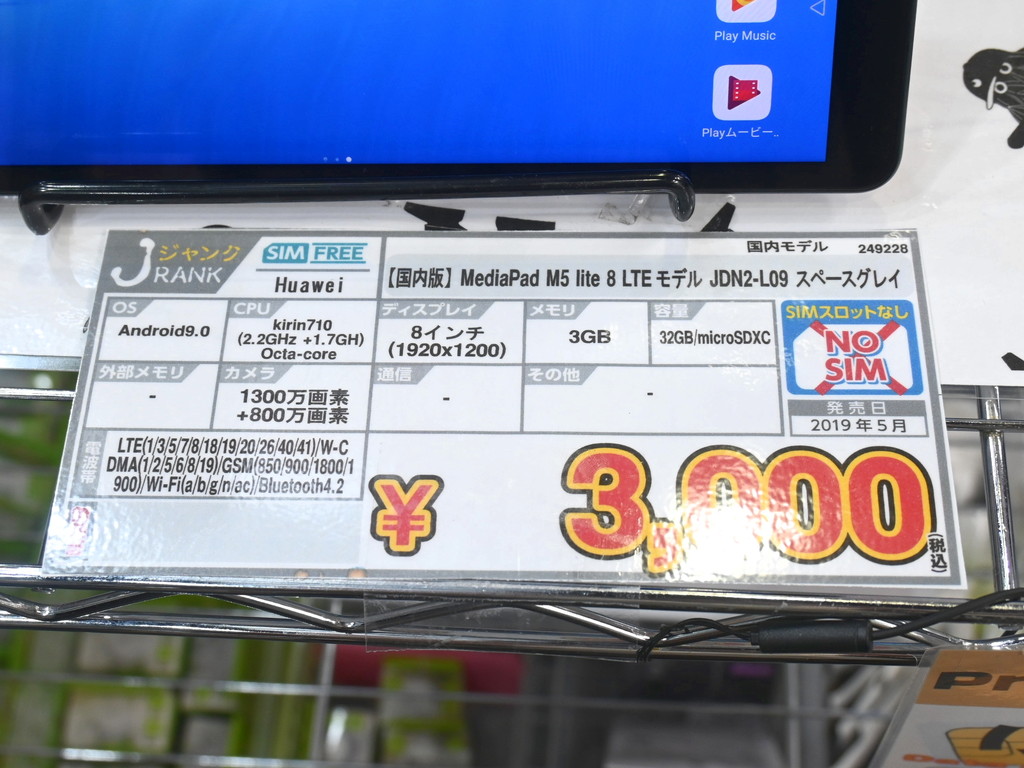 Play Music
Playムービー..
J ジャンク
RANK
SIM FREE
Huawei
国内モデル 249228
【国内版】MediaPad M5 lite 8 LTEモデル JDN2-L09 スペースグレイ
OS
Android9.0
CPU
kirin710
(2.2GHz +1.7GH)
Octa-core
ディスプレイ
8インチ
(1920x1200)
メモリ
3GB
容量
32GB/microSDXC
SIMスロットなし
NO
SIM
外部メモリ
-
カメラ
1300万画素
+800万画素
通信
-
その他
-
発売日
2019年5月
電波帯
LTE(1/3/5/7/8/18/19/20/26/40/41)/W-C
DMA(1/2/5/6/8/19)/GSM(850/900/1800/1
900)/Wi-Fi(a/b/g/n/ac)/Bluetooth4.2
¥3,000
(税込)